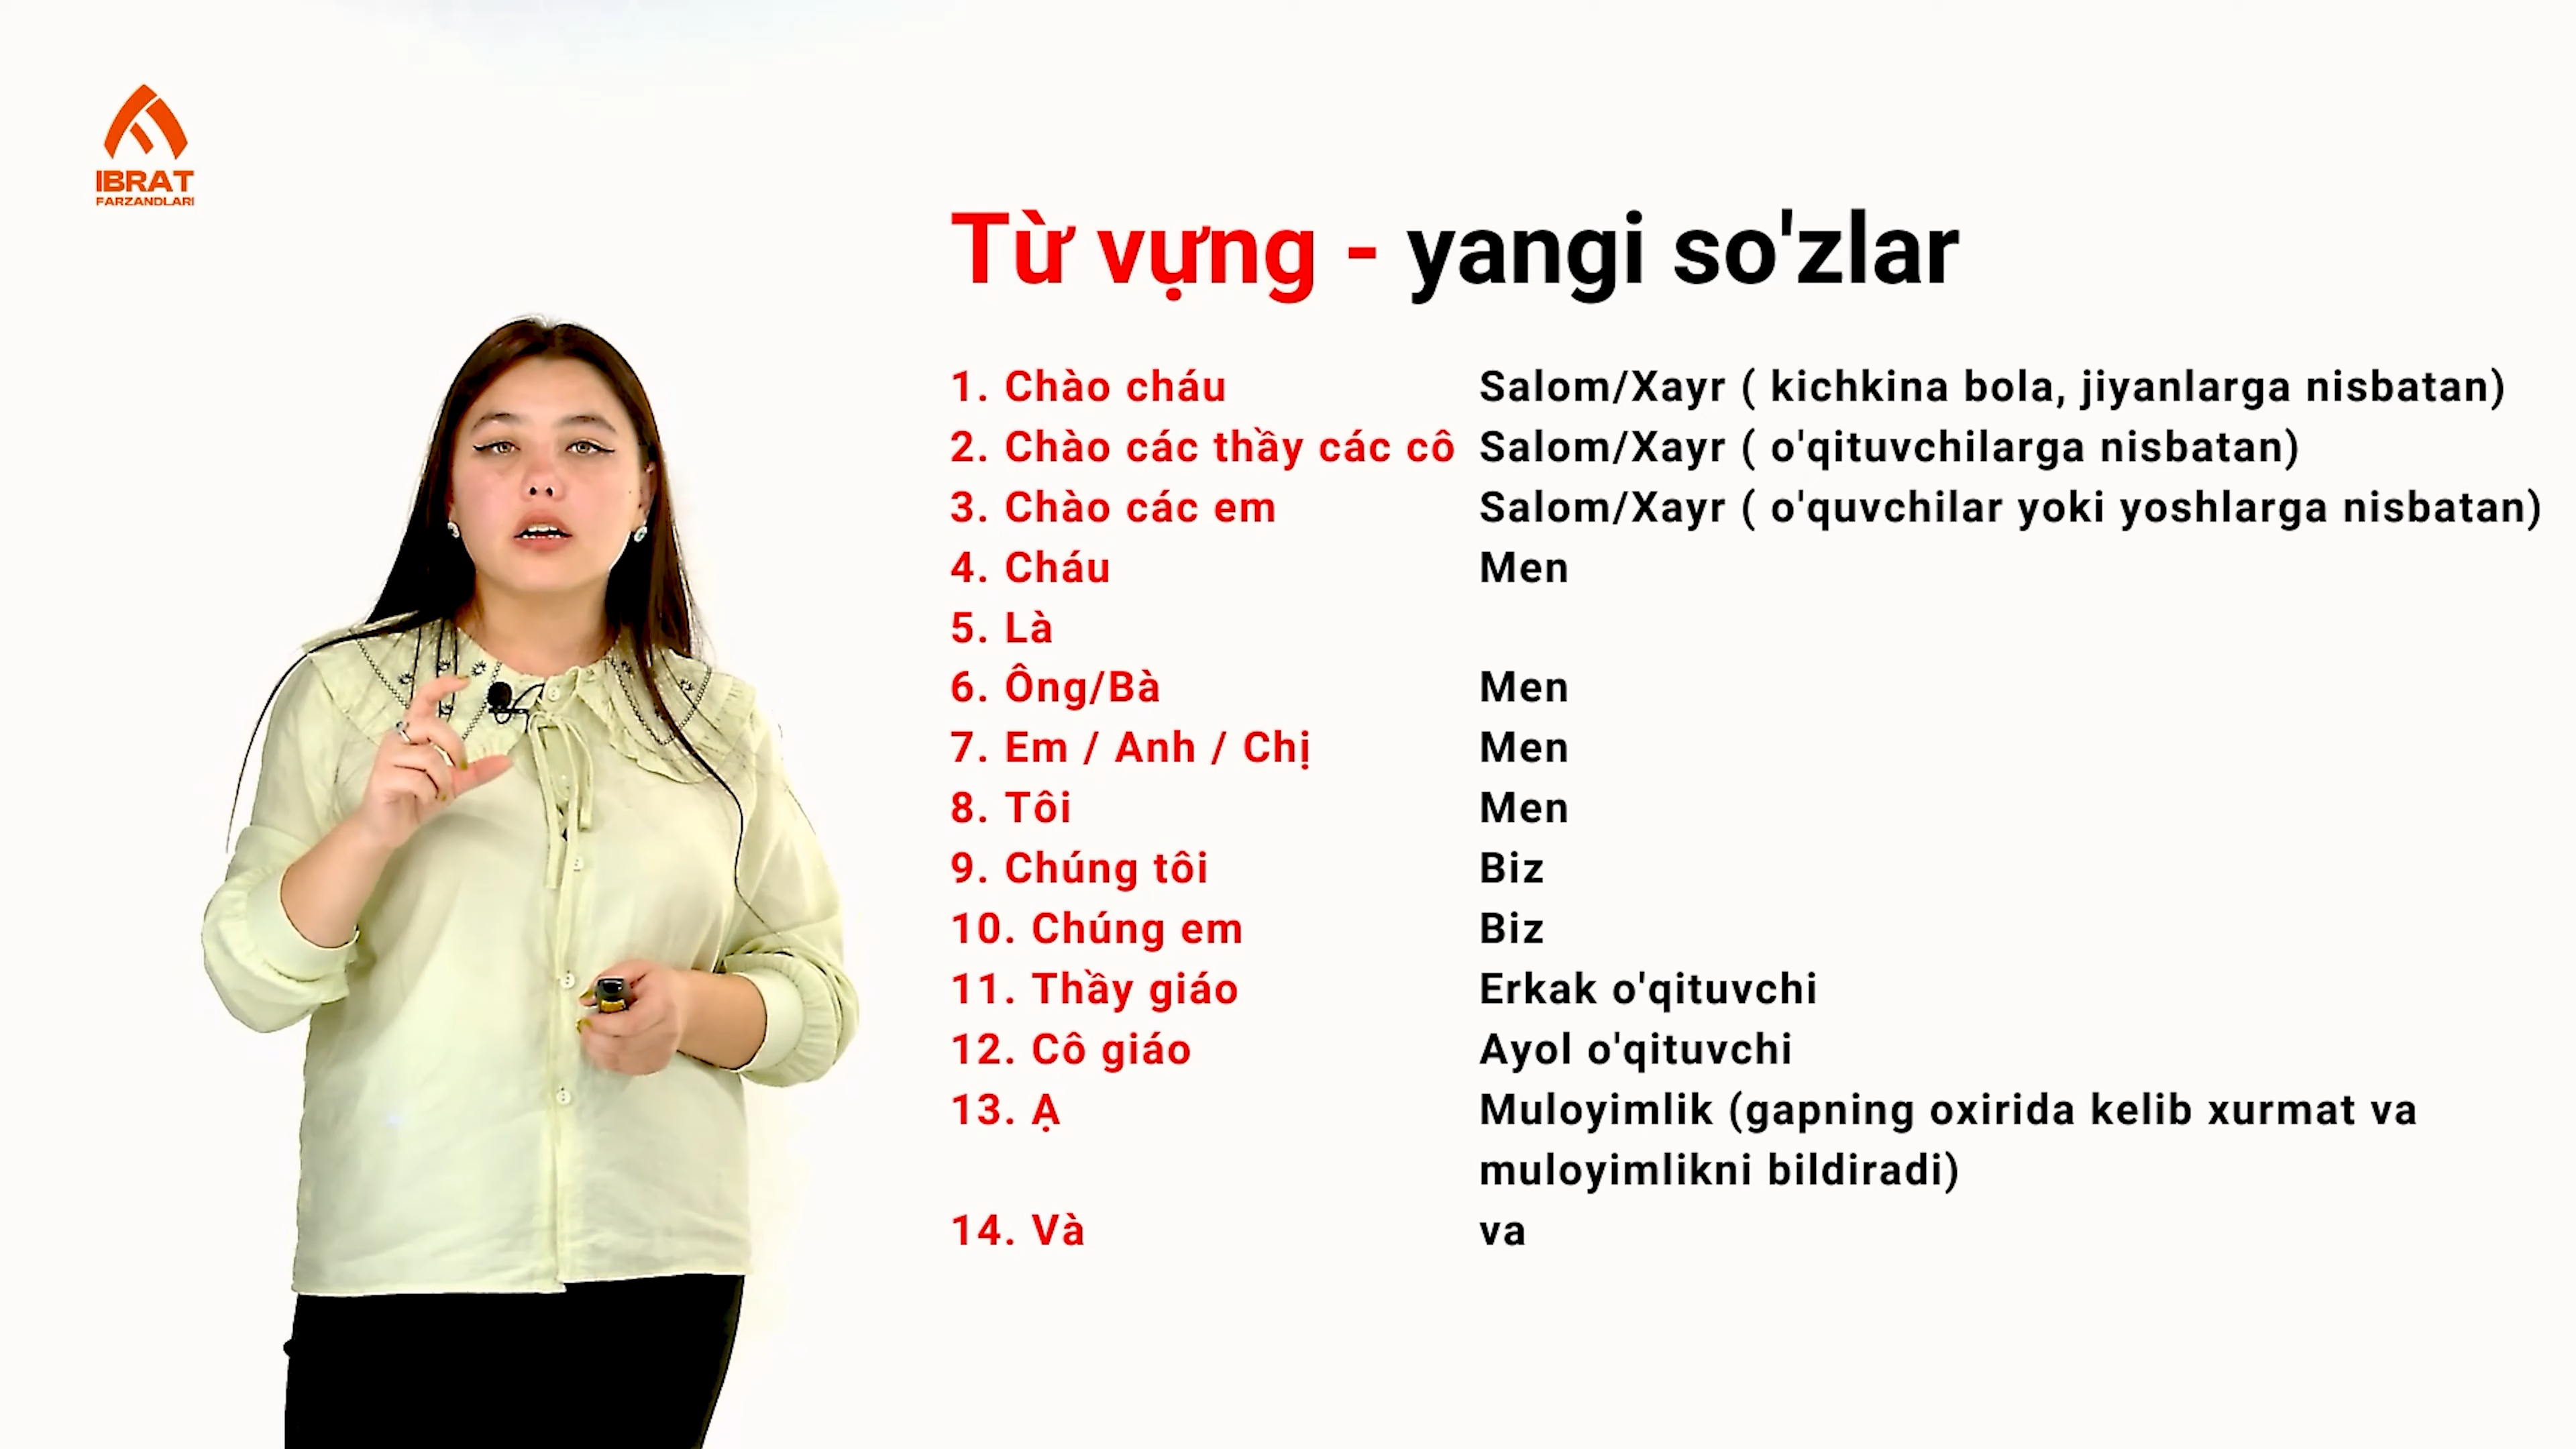 IBRAT
FARZANDLARI
Từ vựng - yangi so'zlar
1. Chào cháu Salom/Xayr ( kichkina bola, jiyanlarga nisbatan)
2. Chào các thầy các cô Salom/Xayr ( o'qituvchilarga nisbatan)
3. Chào các em Salom/Xayr ( o'quvchilar yoki yoshlarga nisbatan)
4. Cháu Men
5. Là
6. Ông/Bà Men
7. Em / Anh / Chị Men
8. Tôi Men
9. Chúng tôi Biz
10. Chúng em Biz
11. Thầy giáo Erkak o'qituvchi
12. Cô giáo Ayol o'qituvchi
13. Ạ Muloyimlik (gapning oxirida kelib xurmat va
muloyimlikni bildiradi)
14. Và va